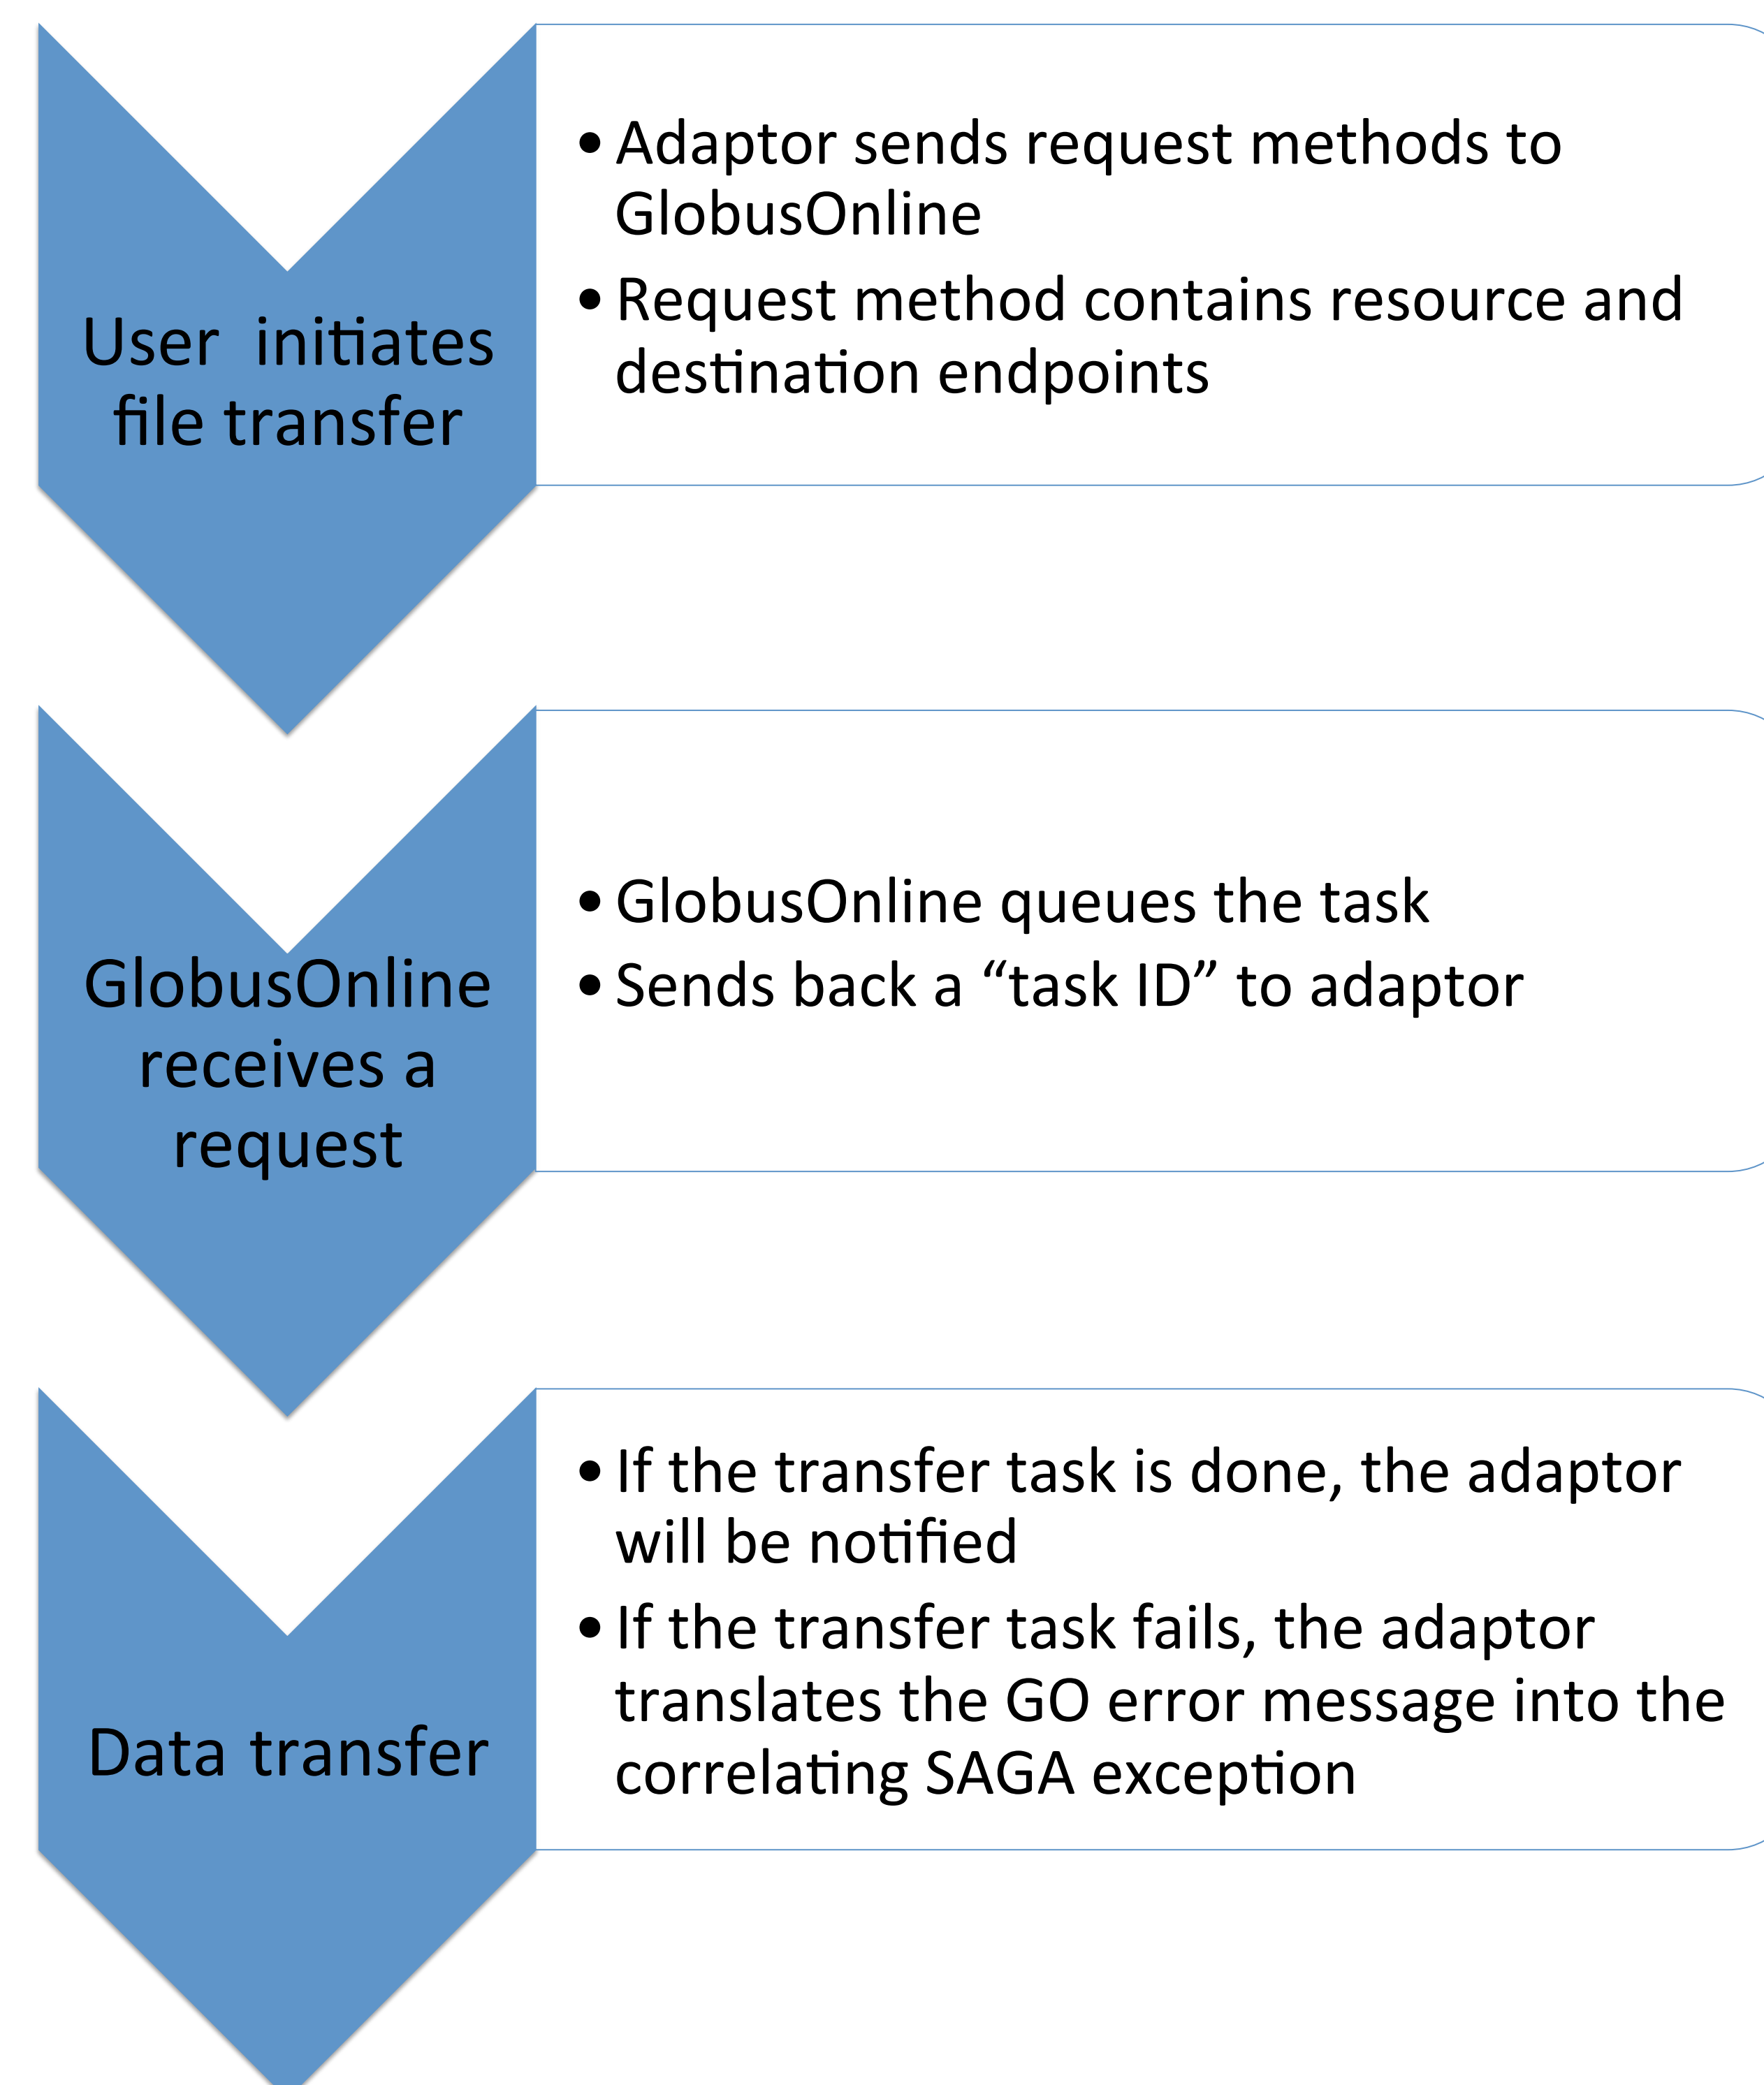 User  initiates
file transfer
• Adaptor sends request methods to
GlobusOnline
• Request method contains resource and
destination endpoints
GlobusOnline
receives a
request
• GlobusOnline queues the task
• Sends back a “task ID” to adaptor
Data transfer
• If the transfer task is done, the adaptor
will be notified
• If the transfer task fails, the adaptor
translates the GO error message into the
correlating SAGA exception